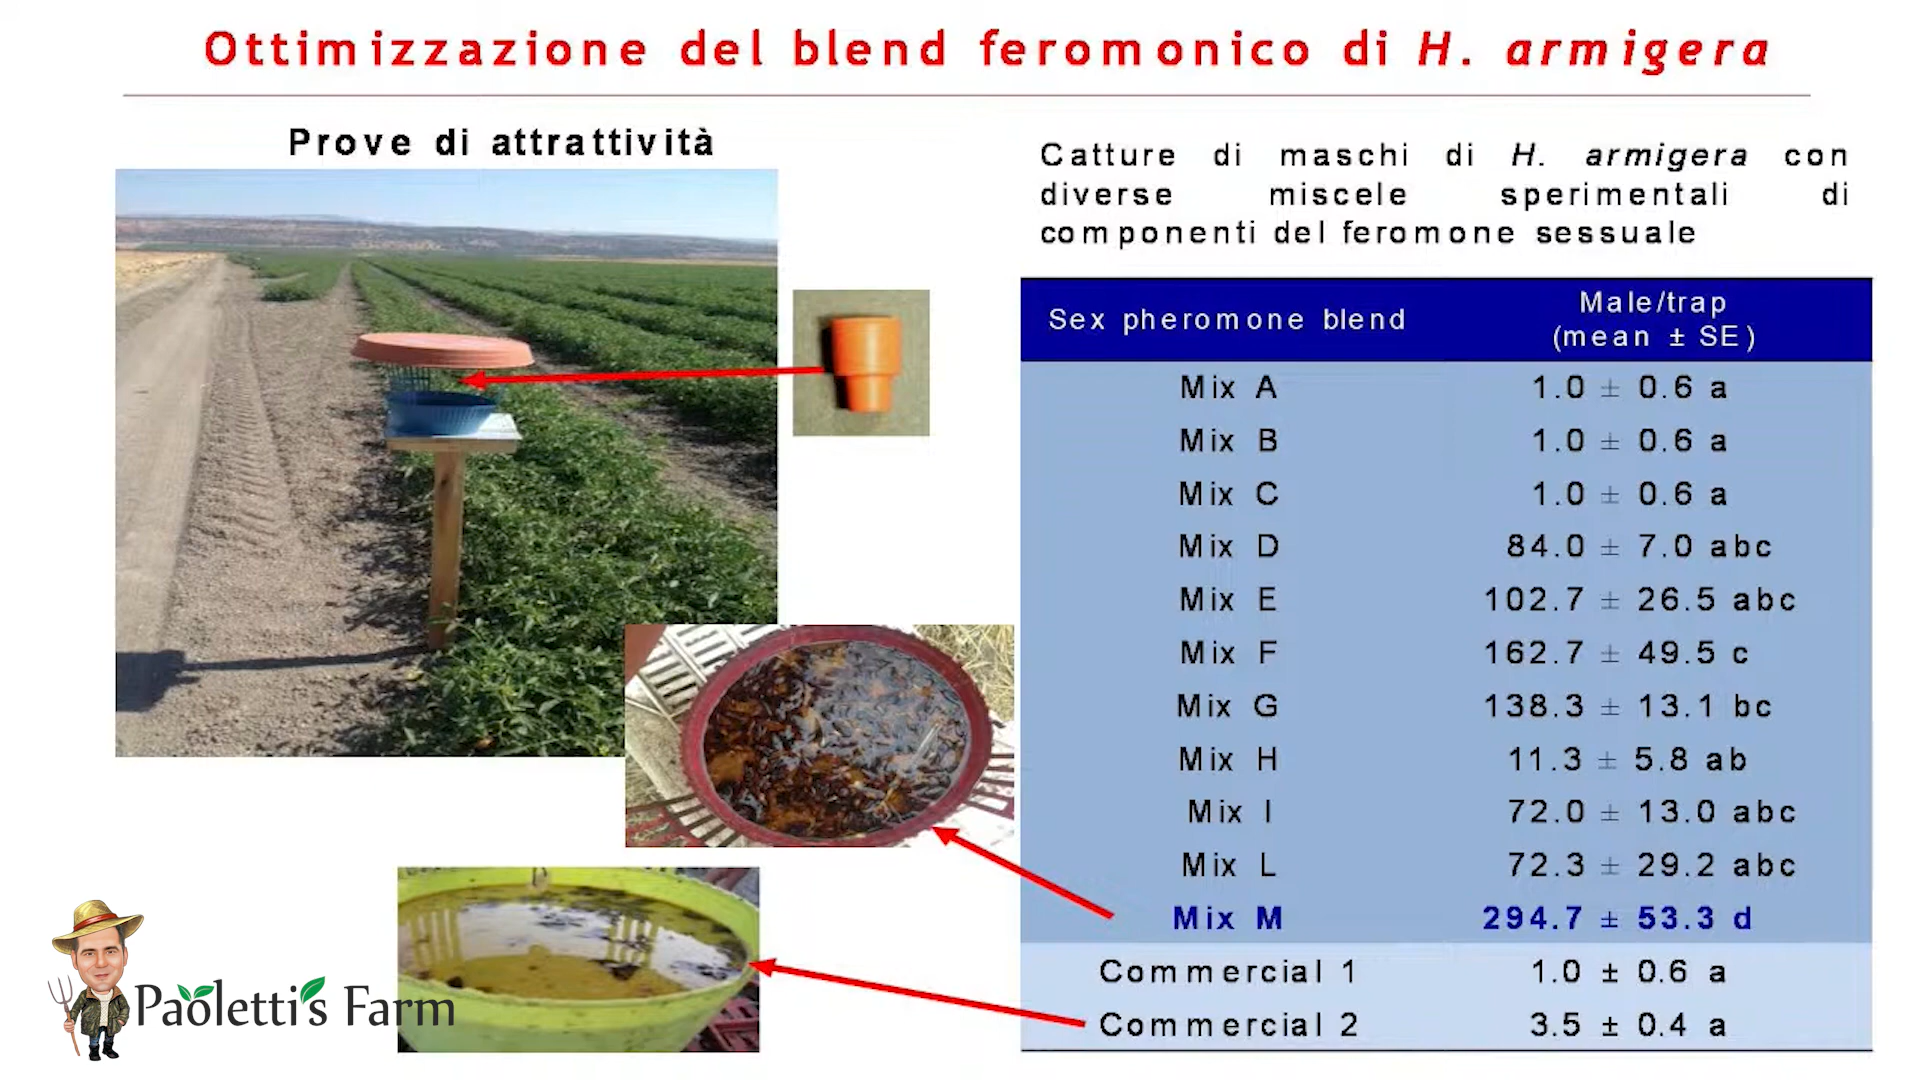 Ottimizzazione del blend feromonico di H. armigera
Prove di attrattività
Catture di maschi di H. armigera con
diverse miscele sperimentali di
componenti del feromone sessuale
Sex pheromone blend Male/trap
(mean ± SE)
Mix A 1.0 ± 0.6 a
Mix B 1.0 ± 0.6 a
Mix C 1.0 ± 0.6 a
Mix D 84.0 ± 7.0 abc
Mix E 102.7 ± 26.5 abc
Mix F 162.7 ± 49.5 c
Mix G 138.3 ± 13.1 bc
Mix H 11.3 ± 5.8 ab
Mix I 72.0 ± 13.0 abc
Mix L 72.3 ± 29.2 abc
Mix M 294.7 ± 53.3 d
Commercial 1 1.0 ± 0.6 a
Commercial 2 3.5 ± 0.4 a
Paoletti's Farm